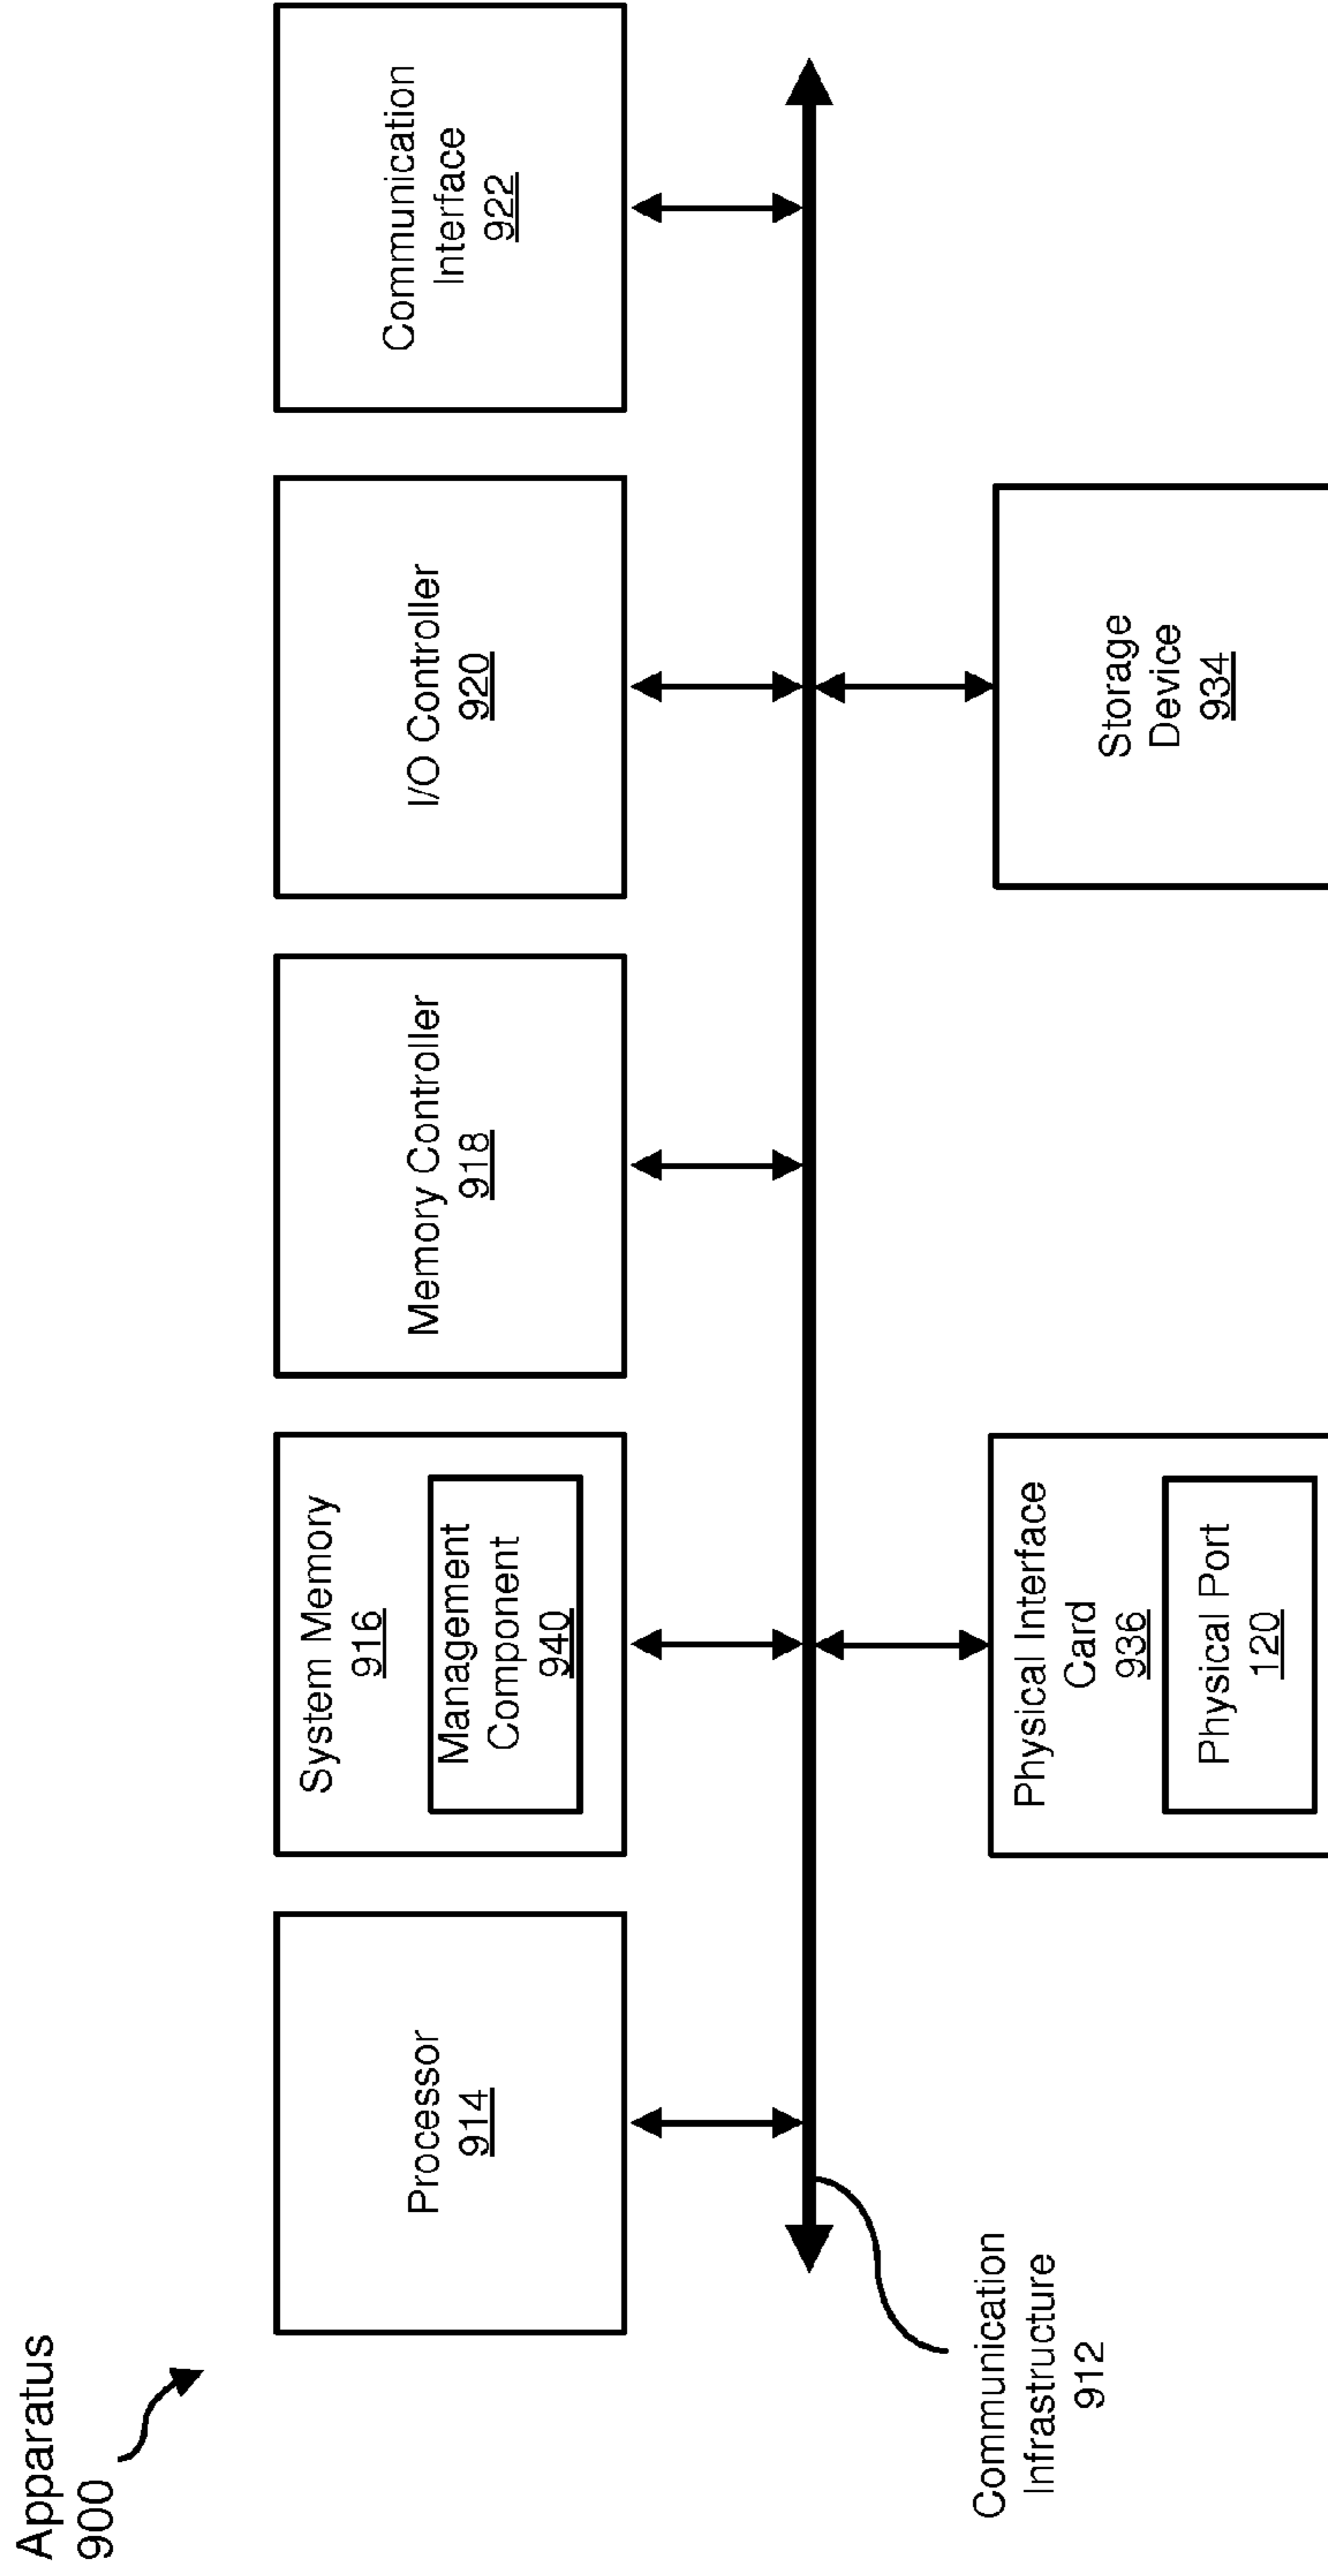 Apparatus
900
Processor
914
System Memory
916
Management
Component
940
Memory Controller
918
I/O Controller
920
Communication
Interface
922
Communication
Infrastructure
912
Physical Interface
Card
936
Physical Port
120
Storage
Device
934